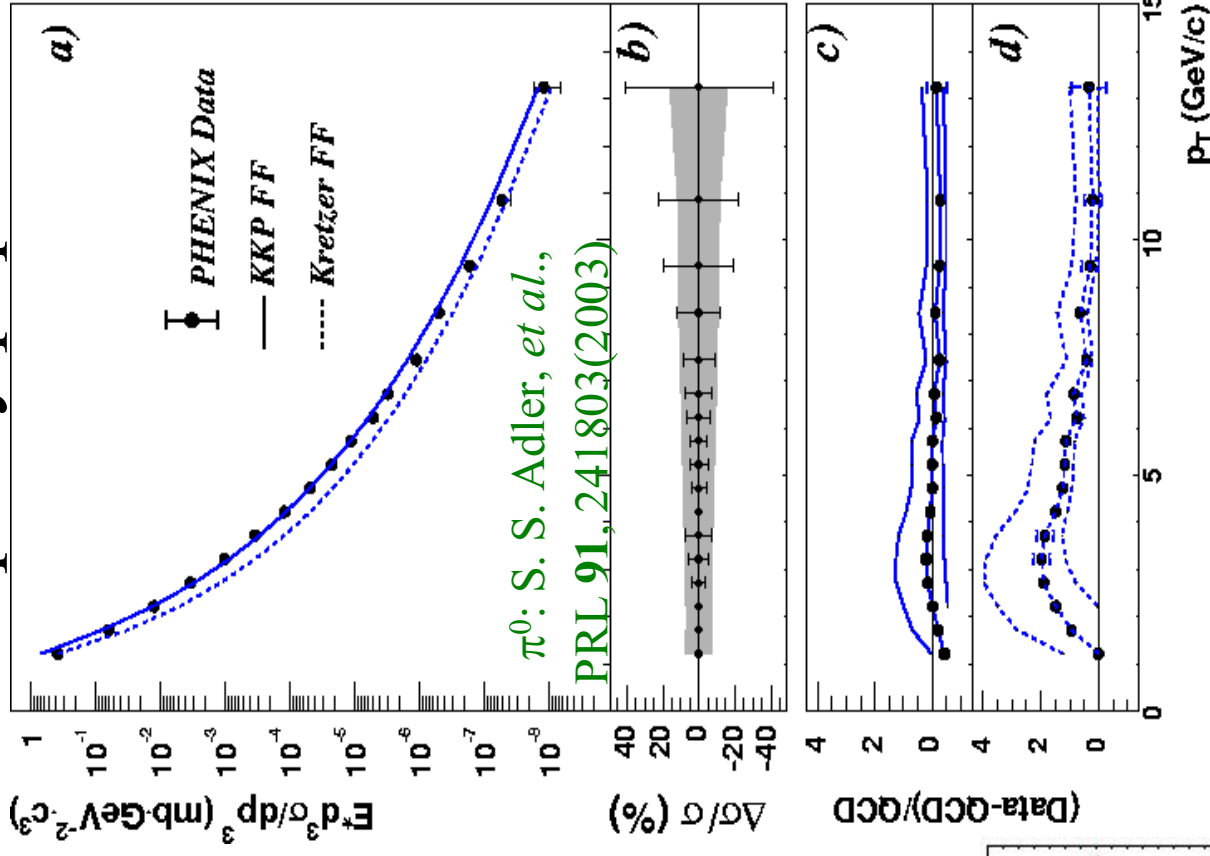 a)
PHENIX Data
KKP FF
Kretzer FF
π⁰: S. S. Adler, et al.,
PRL 91, 241803(2003)
E*d³σ/dp³ (mb·GeV⁻²·c³)
1
10⁻¹
10⁻²
10⁻³
10⁻⁴
10⁻⁵
10⁻⁶
10⁻⁷
10⁻⁸
b)
Δσ/σ (%)
40
20
0
-20
-40
c)
(Data-QCD)/QCD
4
2
0
d)
4
2
0
0
5
10
15
pT (GeV/c)